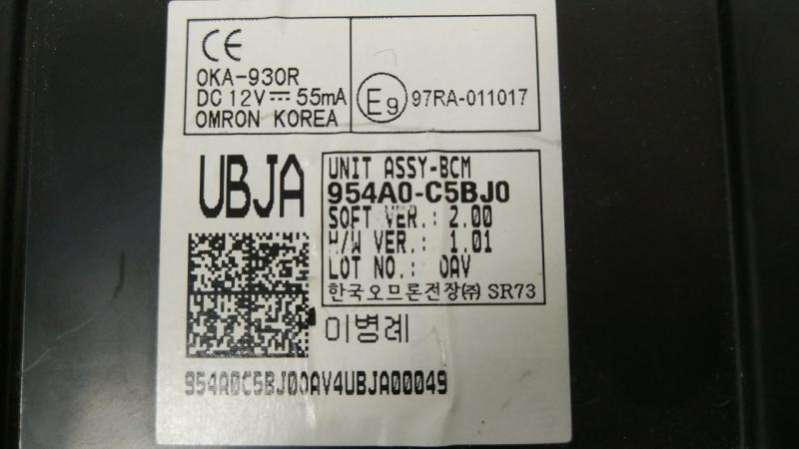 CE
OKA-930R
DC 12V⎓ 55mA
OMRON KOREA
E9 97RA-011017
UBJA
UNIT ASSY-BCM
954A0-C5BJ0
SOFT VER.: 2.00
H/W VER.: 1.01
LOT NO.: 0AV
한국오므론전장(주) SR73
이병례
954A0C5BJ00AV4UBJA00049